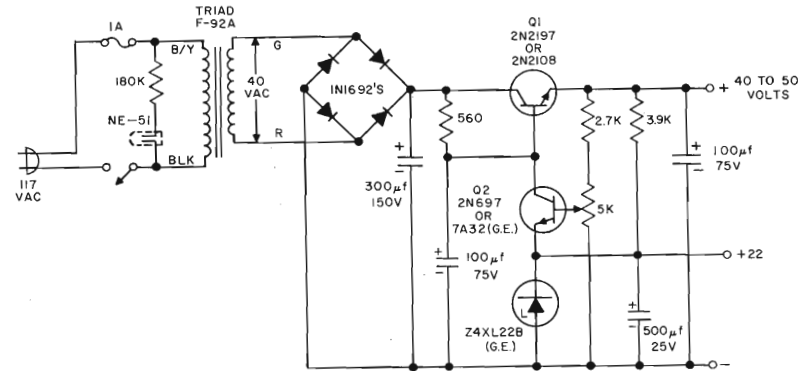 TRIAD
F-92A
1A
B/Y
G
40
VAC
1N1692'S
Q1
2N2197
OR
2N2108
+
40 TO 50
VOLTS
180K
NE-51
BLK
R
117
VAC
+
-
300µf
150V
560
2.7K
3.9K
+
-
100µf
75V
Q2
2N697
OR
7A32(G.E.)
5K
+
-
100µf
75V
+22
L
Z4XL22B
(G.E.)
+
-
500µf
25V
-